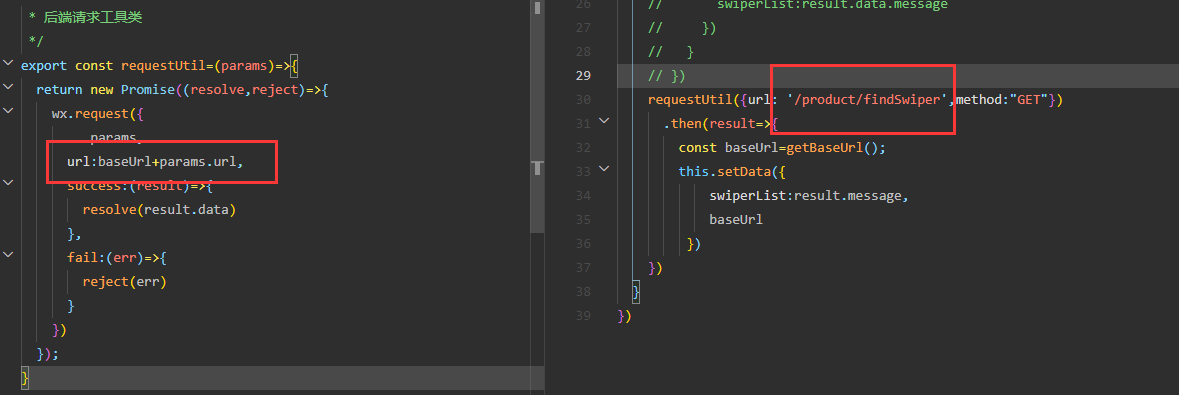 * 后端请求工具类
*/
export const requestUtil=(params)=>{
return new Promise((resolve,reject)=>{
wx.request({
params,
url:baseUrl+params.url,
success:(result)=>{
resolve(result.data)
},
fail:(err)=>{
reject(err)
}
})
});
}
26 // swiperList:result.data.message
27 // })
28 // }
29 // })
30 requestUtil({url: '/product/findSwiper',method:"GET"})
31 .then(result=>{
32 const baseUrl=getBaseUrl();
33 this.setData({
34 swiperList:result.message,
35 baseUrl
36 })
37 })
38 }
39 })